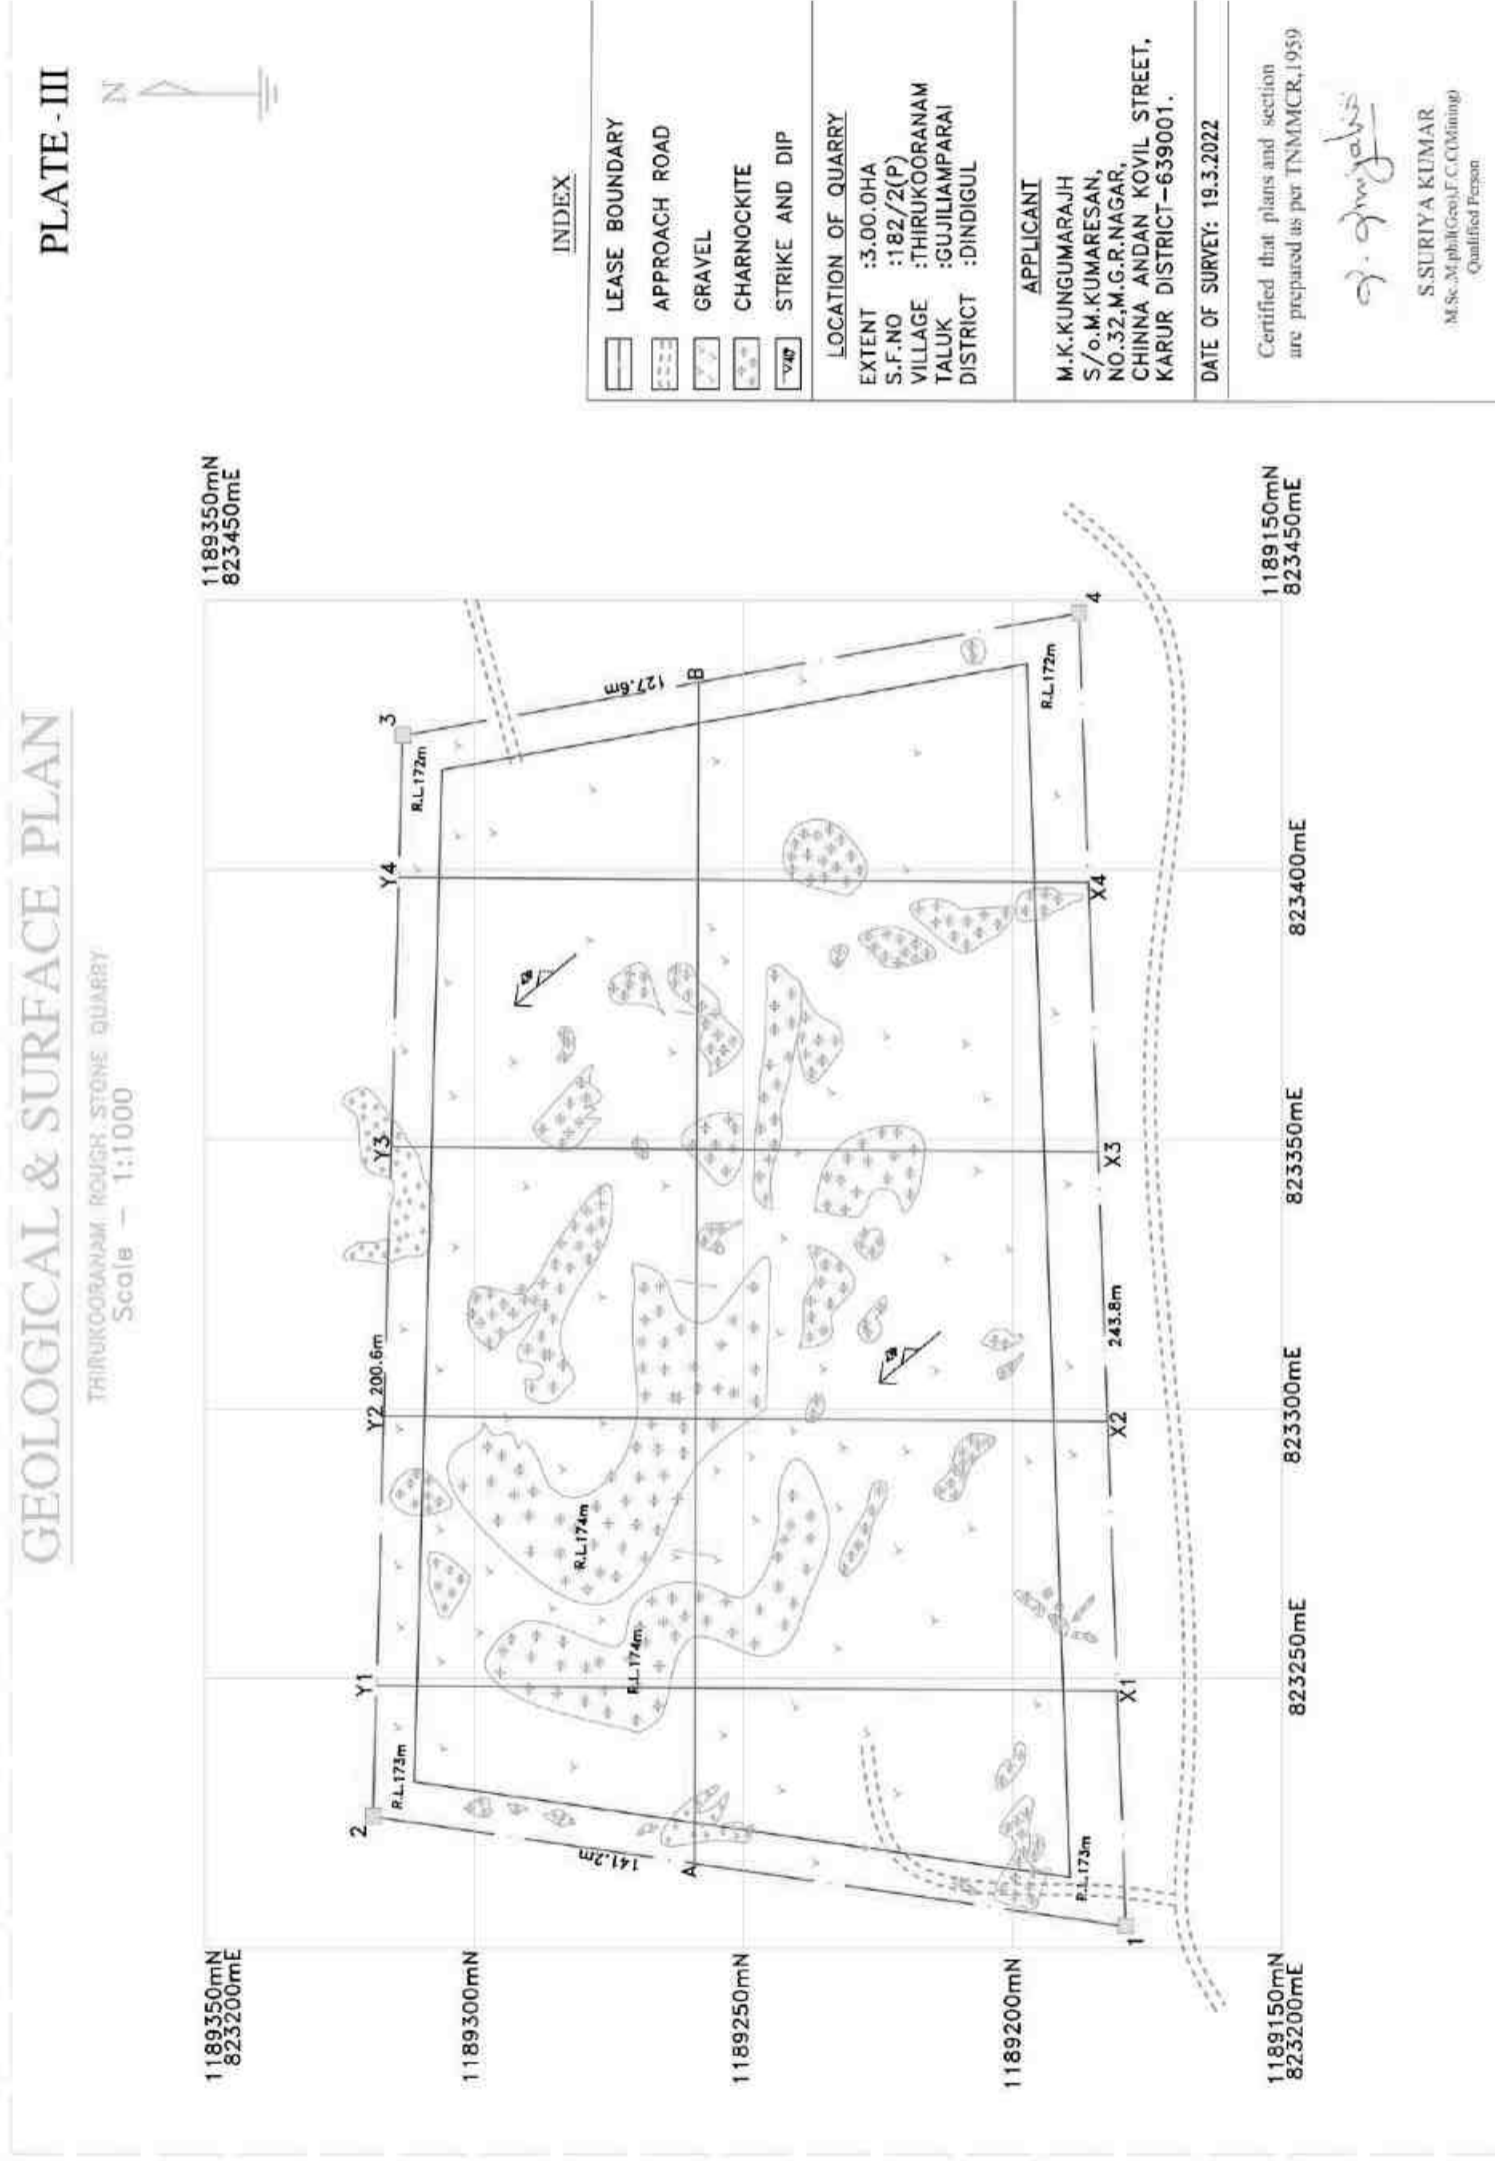 PLATE - III
GEOLOGICAL & SURFACE PLAN
THIRUKOORANAM ROUGH STONE QUARRY
Scale - 1:1000
N
INDEX
LEASE BOUNDARY
APPROACH ROAD
GRAVEL
CHARNOCKITE
STRIKE AND DIP
LOCATION OF QUARRY
EXTENT :3.00.0HA
S.F.NO :182/2(P)
VILLAGE :THIRUKOORANAM
TALUK :GUJILIAMPARAI
DISTRICT :DINDIGUL
APPLICANT
M.K.KUNGUMARAJH
S/o.M.KUMARESAN,
NO.32,M.G.R.NAGAR,
CHINNA ANDAN KOVIL STREET,
KARUR DISTRICT-639001.
DATE OF SURVEY: 19.3.2022
Certified that plans and section
are prepared as per TNMMCR,1959
S.SURIYA KUMAR
M.Sc.,M.phil(Geo),F.C.C(Mining)
Qualified Person
1189350mN
823200mE
1189350mN
823450mE
1189300mN
1189250mN
1189200mN
1189150mN
823200mE
823250mE
823300mE
823350mE
823400mE
1189150mN
823450mE
2
Y1
Y2
200.6m
Y3
Y4
3
R.L.173m
R.L.172m
141.2m
127.6m
A
B
R.L.174m
R.L.174m
R.L.173m
R.L.172m
1
X1
X2
243.8m
X3
X4
4